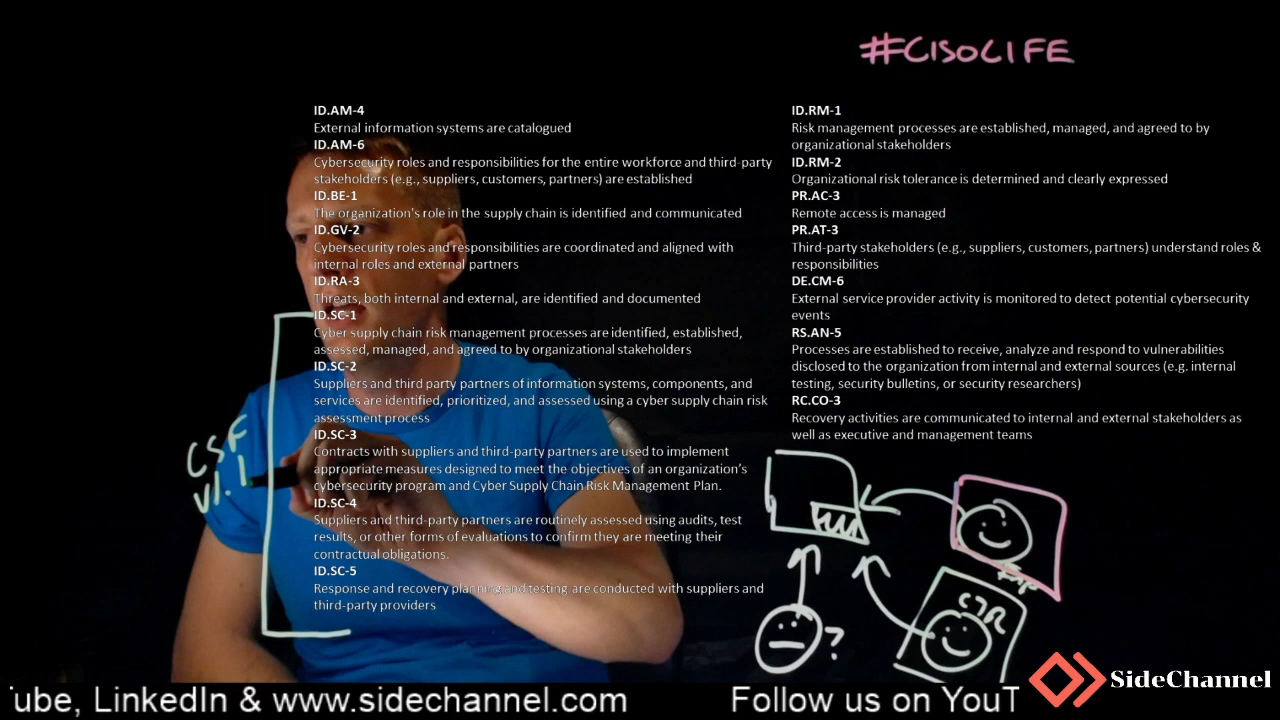 #CISOLIFE
ID.AM-4
External information systems are catalogued
ID.AM-6
Cybersecurity roles and responsibilities for the entire workforce and third-party
stakeholders (e.g., suppliers, customers, partners) are established
ID.BE-1
The organization's role in the supply chain is identified and communicated
ID.GV-2
Cybersecurity roles and responsibilities are coordinated and aligned with
internal roles and external partners
ID.RA-3
Threats, both internal and external, are identified and documented
ID.SC-1
Cyber supply chain risk management processes are identified, established,
assessed, managed, and agreed to by organizational stakeholders
ID.SC-2
Suppliers and third party partners of information systems, components, and
services are identified, prioritized, and assessed using a cyber supply chain risk
assessment process
ID.SC-3
Contracts with suppliers and third-party partners are used to implement
appropriate measures designed to meet the objectives of an organization's
cybersecurity program and Cyber Supply Chain Risk Management Plan.
ID.SC-4
Suppliers and third-party partners are routinely assessed using audits, test
results, or other forms of evaluations to confirm they are meeting their
contractual obligations.
ID.SC-5
Response and recovery planning and testing are conducted with suppliers and
third-party providers
ID.RM-1
Risk management processes are established, managed, and agreed to by
organizational stakeholders
ID.RM-2
Organizational risk tolerance is determined and clearly expressed
PR.AC-3
Remote access is managed
PR.AT-3
Third-party stakeholders (e.g., suppliers, customers, partners) understand roles &
responsibilities
DE.CM-6
External service provider activity is monitored to detect potential cybersecurity
events
RS.AN-5
Processes are established to receive, analyze and respond to vulnerabilities
disclosed to the organization from internal and external sources (e.g. internal
testing, security bulletins, or security researchers)
RC.CO-3
Recovery activities are communicated to internal and external stakeholders as
well as executive and management teams
CSF
V1.1
?
SideChannel
ube, LinkedIn & www.sidechannel.com Follow us on YouT